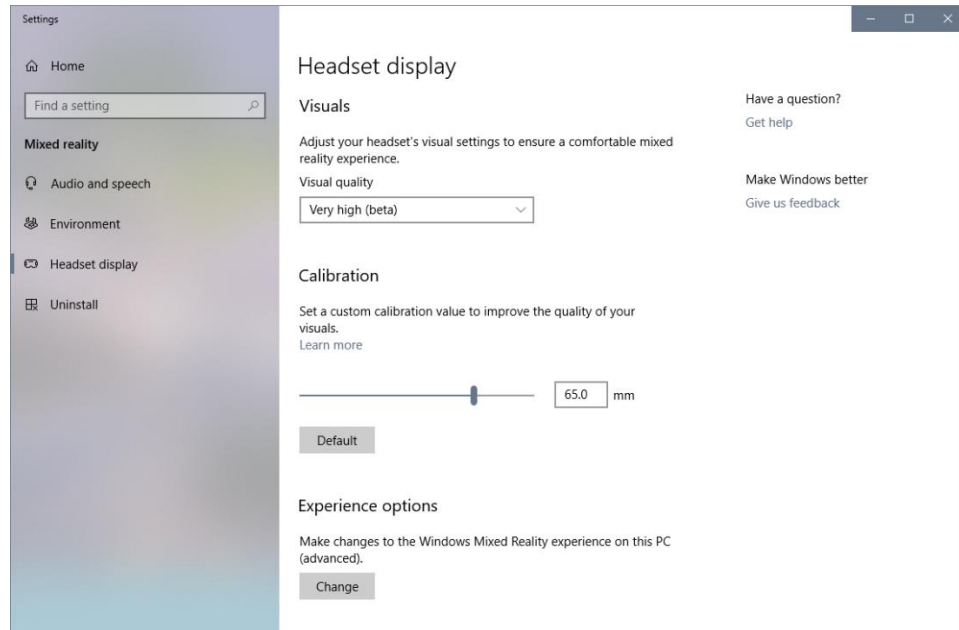 Settings
Home
Find a setting
Mixed reality
Audio and speech
Environment
Headset display
Uninstall
Headset display
Visuals
Adjust your headset's visual settings to ensure a comfortable mixed
reality experience.
Visual quality
Very high (beta)
Calibration
Set a custom calibration value to improve the quality of your
visuals.
Learn more
65.0 mm
Default
Experience options
Make changes to the Windows Mixed Reality experience on this PC
(advanced).
Change
Have a question?
Get help
Make Windows better
Give us feedback